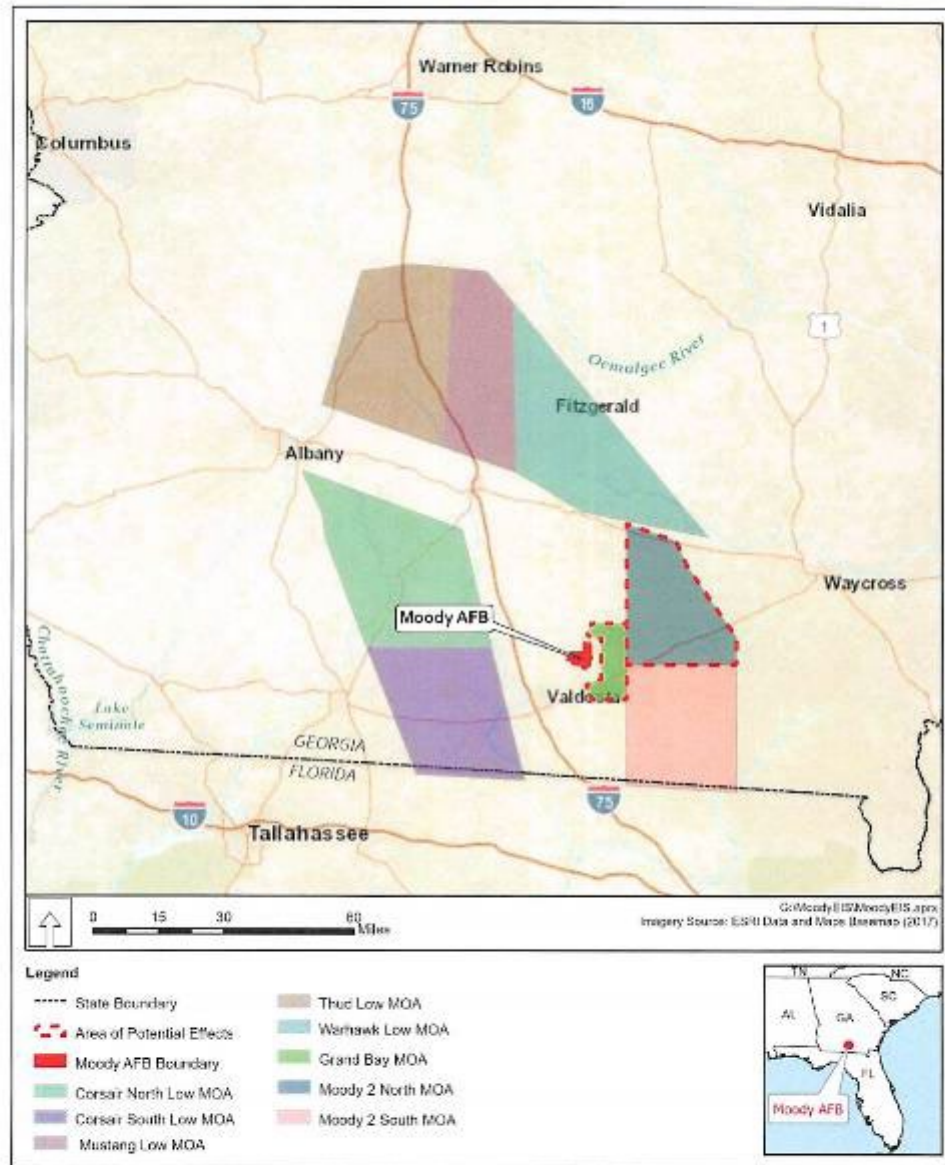 Warner Robins
75
16
Columbus
Vidalia
1
Ocmulgee River
Fitzgerald
Albany
Waycross
Moody AFB
Valdosta
Chattahoochee River
Lake
Seminole
GEORGIA
FLORIDA
75
10
Tallahassee
0 15 30 60
Miles
Imagery Source: ESRI Data and Maps Basemap (2017)
Legend
State Boundary
Area of Potential Effects
Moody AFB Boundary
Corsair North Low MOA
Corsair South Low MOA
Mustang Low MOA
Thud Low MOA
Warhawk Low MOA
Grand Bay MOA
Moody 2 North MOA
Moody 2 South MOA
TN
NC
SC
AL
GA
FL
Moody AFB